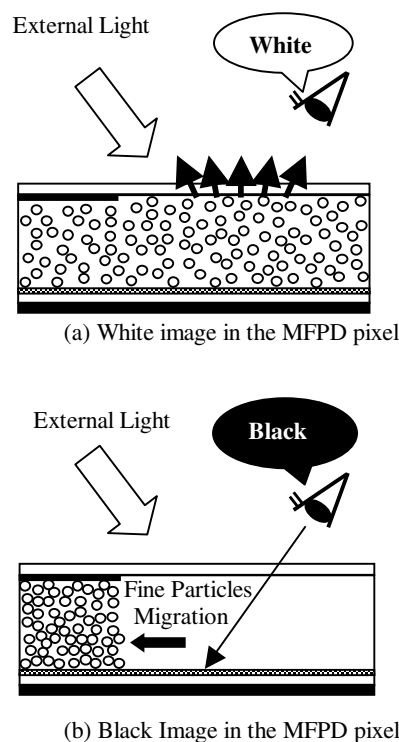 External Light
White
(a) White image in the MFPD pixel
External Light
Black
Fine Particles
Migration
(b) Black Image in the MFPD pixel